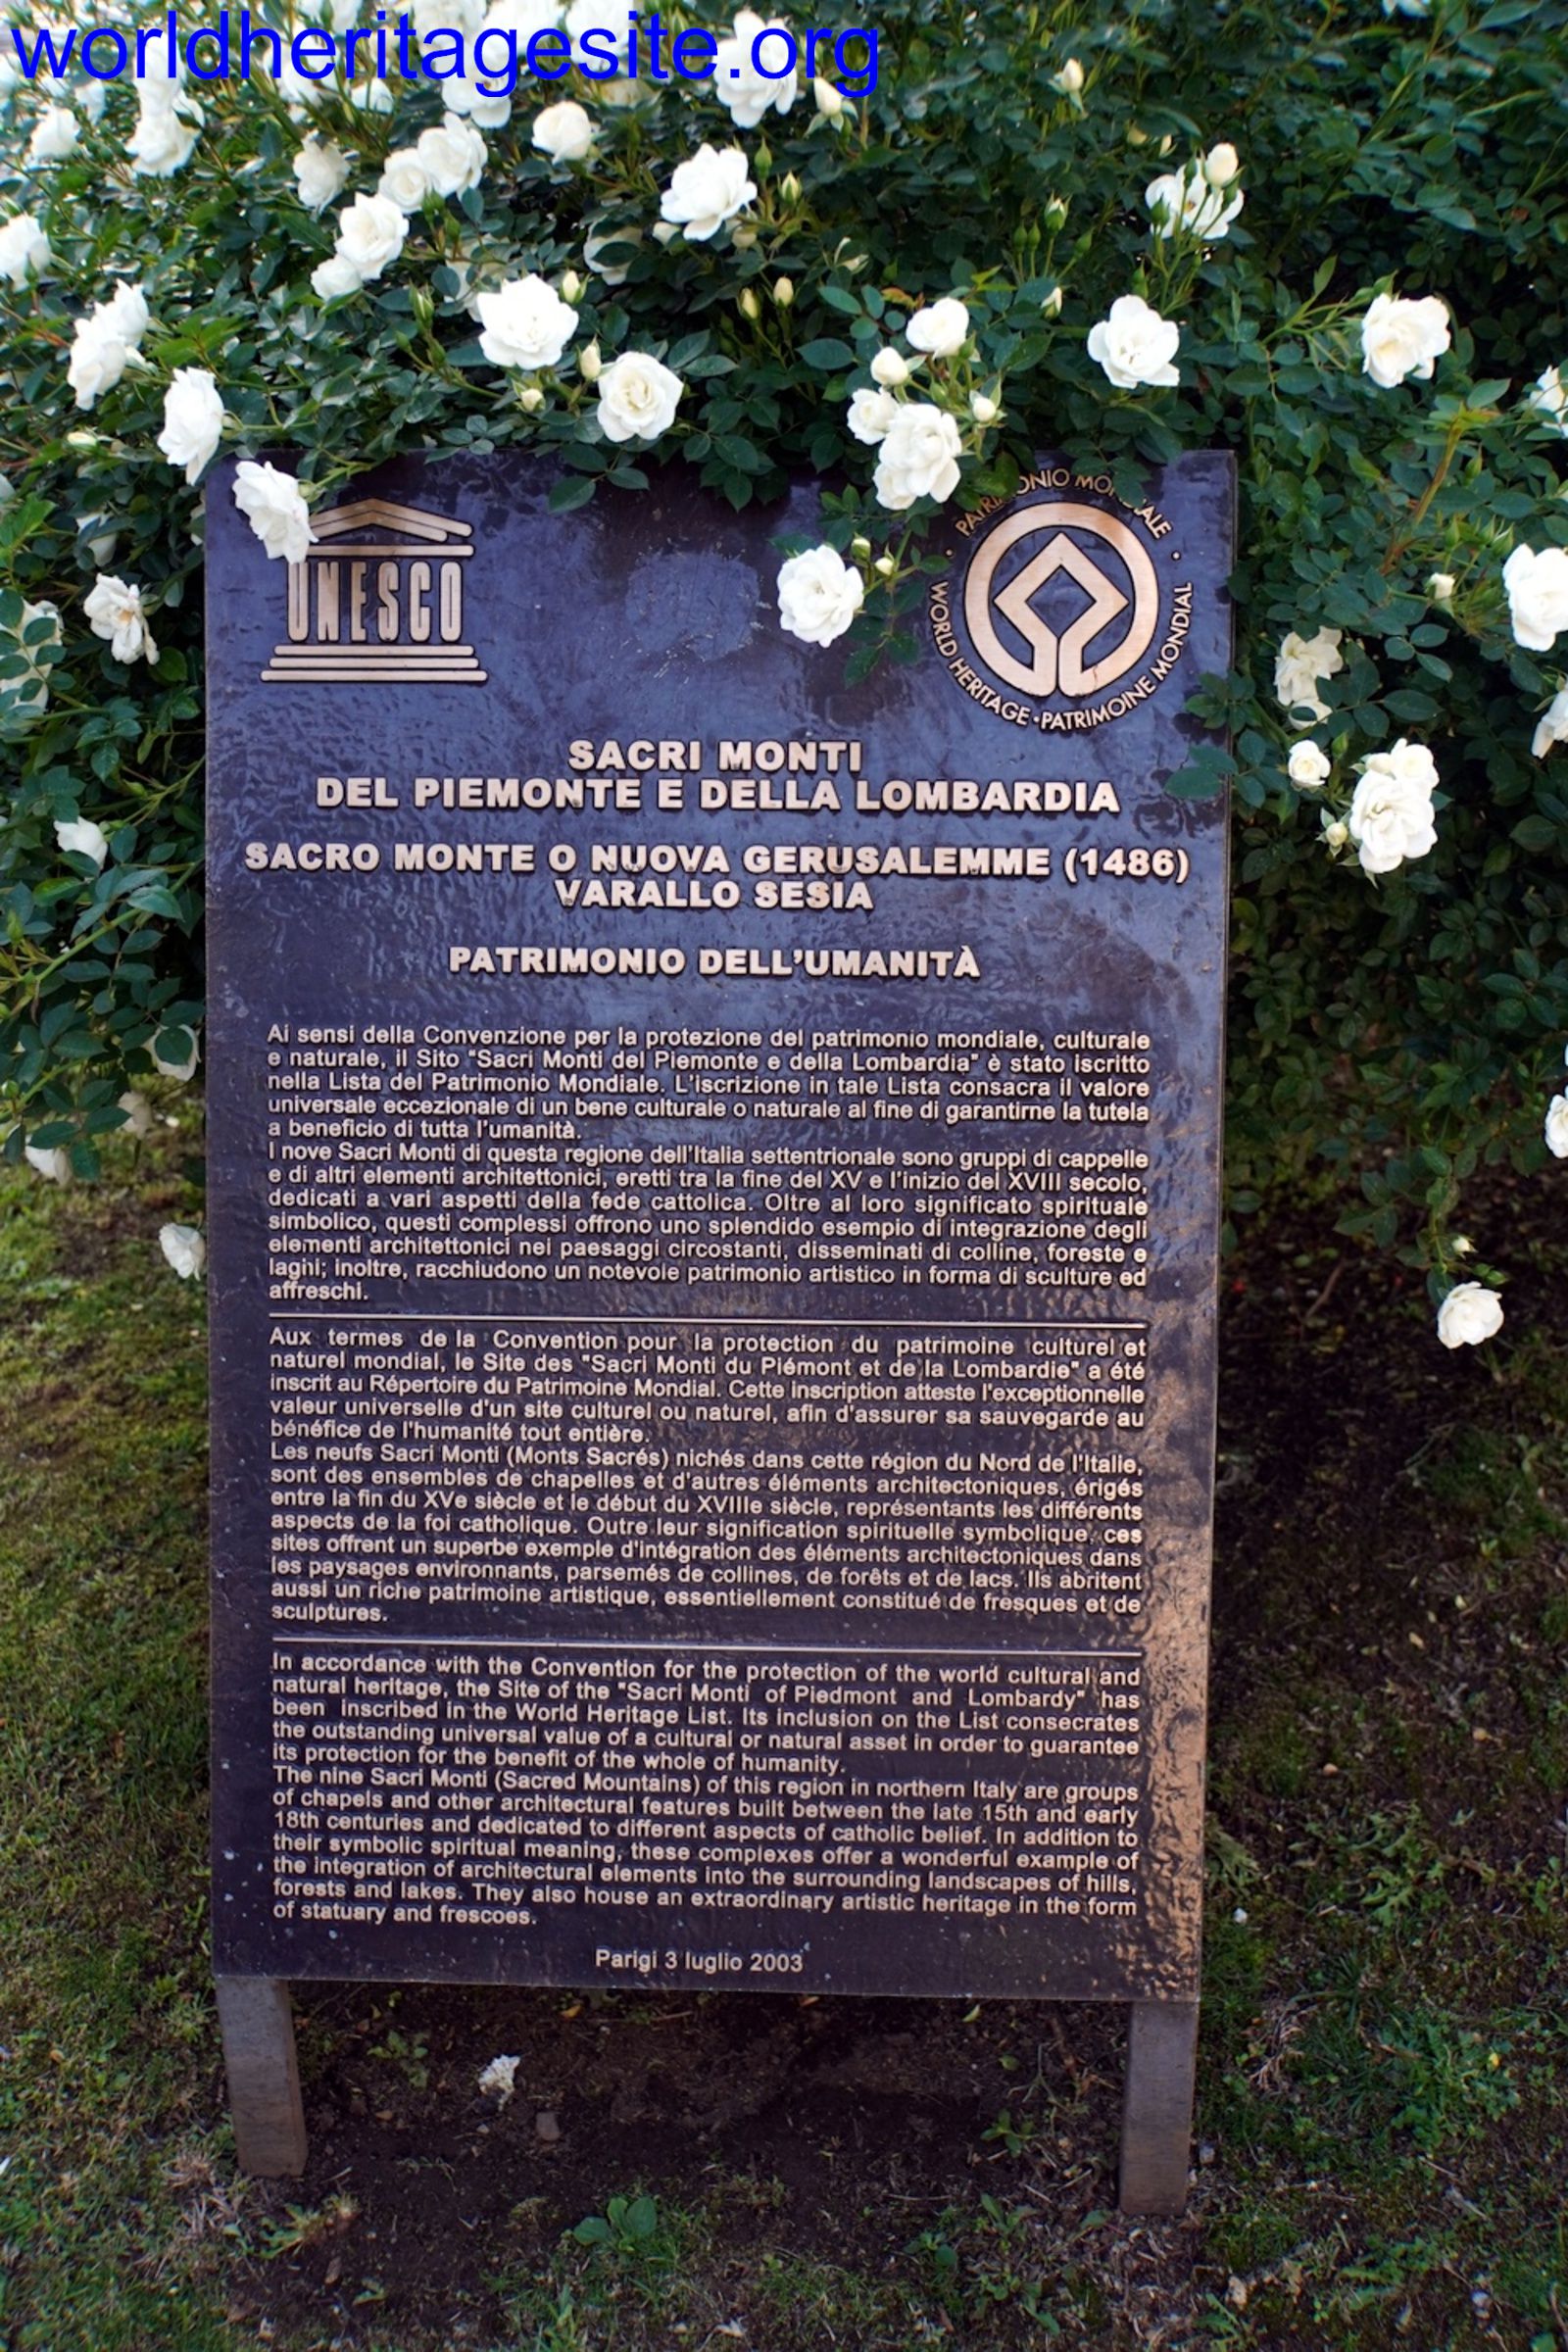 worldheritagesite.org
UNESCO
WORLD HERITAGE • PATRIMOINE MONDIAL
SACRI MONTI
DEL PIEMONTE E DELLA LOMBARDIA
SACRO MONTE O NUOVA GERUSALEMME (1486)
VARALLO SESIA
PATRIMONIO DELL'UMANITÀ
Ai sensi della Convenzione per la protezione del patrimonio mondiale, culturale
e naturale, il Sito "Sacri Monti del Piemonte e della Lombardia" è stato iscritto
nella Lista del Patrimonio Mondiale. L'iscrizione in tale Lista consacra il valore
universale eccezionale di un bene culturale o naturale al fine di garantirne la tutela
a beneficio di tutta l'umanità.
I nove Sacri Monti di questa regione dell'Italia settentrionale sono gruppi di cappelle
e di altri elementi architettonici, eretti tra la fine del XV e l'inizio del XVIII secolo,
dedicati a vari aspetti della fede cattolica. Oltre al loro significato spirituale
simbolico, questi complessi offrono uno splendido esempio di integrazione degli
elementi architettonici nei paesaggi circostanti, disseminati di colline, foreste e
laghi; inoltre, racchiudono un notevole patrimonio artistico in forma di sculture ed
affreschi.
Aux termes de la Convention pour la protection du patrimoine culturel et
naturel mondial, le Site des "Sacri Monti du Piémont et de la Lombardie" a été
inscrit au Répertoire du Patrimoine Mondial. Cette inscription atteste l'exceptionnelle
valeur universelle d'un site culturel ou naturel, afin d'assurer sa sauvegarde au
bénéfice de l'humanité tout entière.
Les neufs Sacri Monti (Monts Sacrés) nichés dans cette région du Nord de l'Italie,
sont des ensembles de chapelles et d'autres éléments architectoniques, érigés
entre la fin du XVe siècle et le début du XVIIIe siècle, représentants les différents
aspects de la foi catholique. Outre leur signification spirituelle symbolique, ces
sites offrent un superbe exemple d'intégration des éléments architectoniques dans
les paysages environnants, parsemés de collines, de forêts et de lacs. Ils abritent
aussi un riche patrimoine artistique, essentiellement constitué de fresques et de
sculptures.
In accordance with the Convention for the protection of the world cultural and
natural heritage, the Site of the "Sacri Monti of Piedmont and Lombardy" has
been inscribed in the World Heritage List. Its inclusion on the List consecrates
the outstanding universal value of a cultural or natural asset in order to guarantee
its protection for the benefit of the whole of humanity.
The nine Sacri Monti (Sacred Mountains) of this region in northern Italy are groups
of chapels and other architectural features built between the late 15th and early
18th centuries and dedicated to different aspects of catholic belief. In addition to
their symbolic spiritual meaning, these complexes offer a wonderful example of
the integration of architectural elements into the surrounding landscapes of hills,
forests and lakes. They also house an extraordinary artistic heritage in the form
of statuary and frescoes.
Parigi 3 luglio 2003